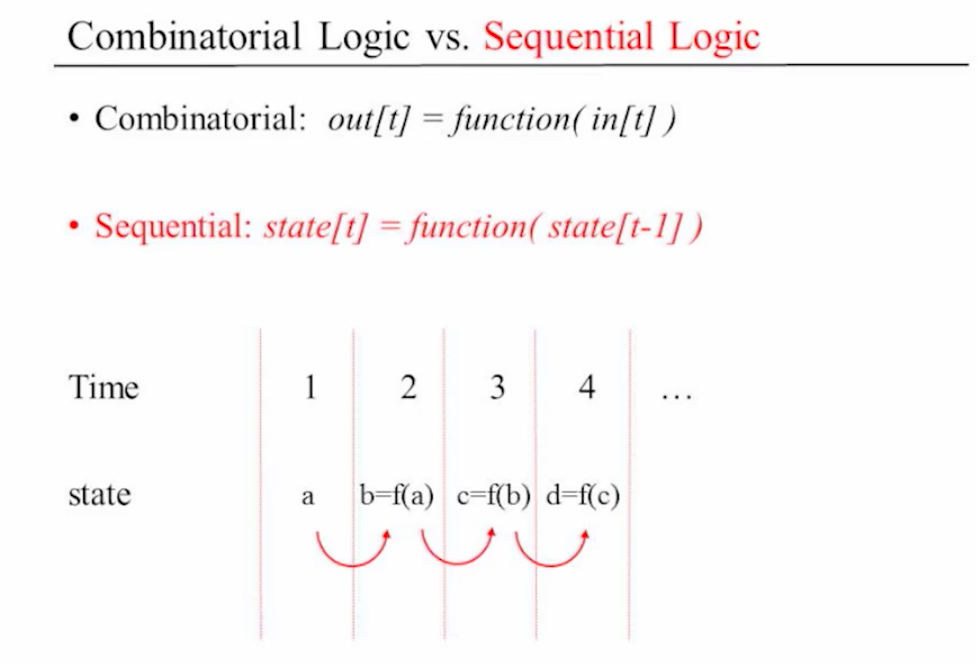 Combinatorial Logic vs. Sequential Logic
• Combinatorial: out[t] = function( in[t] )
• Sequential: state[t] = function( state[t-1] )
Time 1 2 3 4 ...
state a b=f(a) c=f(b) d=f(c)